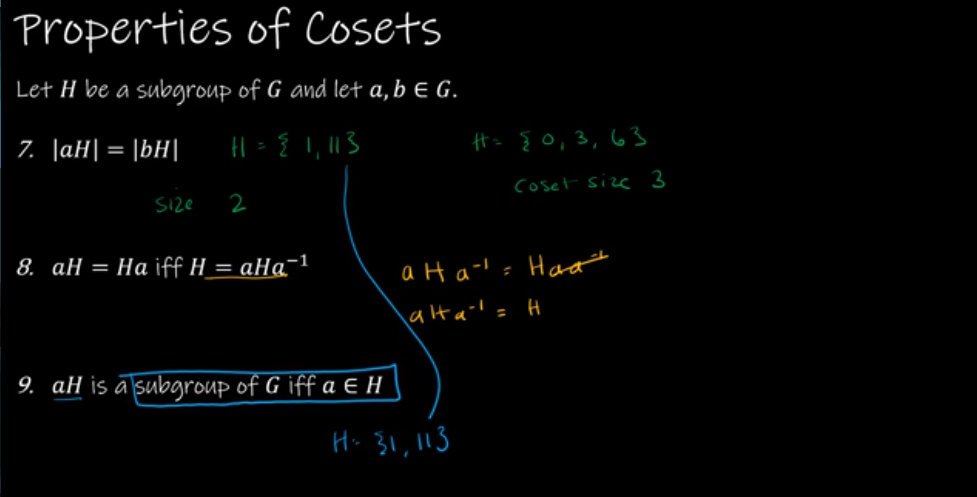 Properties of Cosets
Let H be a subgroup of G and let a, b ∈ G.
7. |aH| = |bH|
H = { 1, 11}
H = { 0, 3, 6}
size 2
coset size 3
8. aH = Ha iff H = aHa⁻¹
a H a⁻¹ = Haa⁻¹
a H a⁻¹ = H
9. aH is a subgroup of G iff a ∈ H
H = {1, 11}